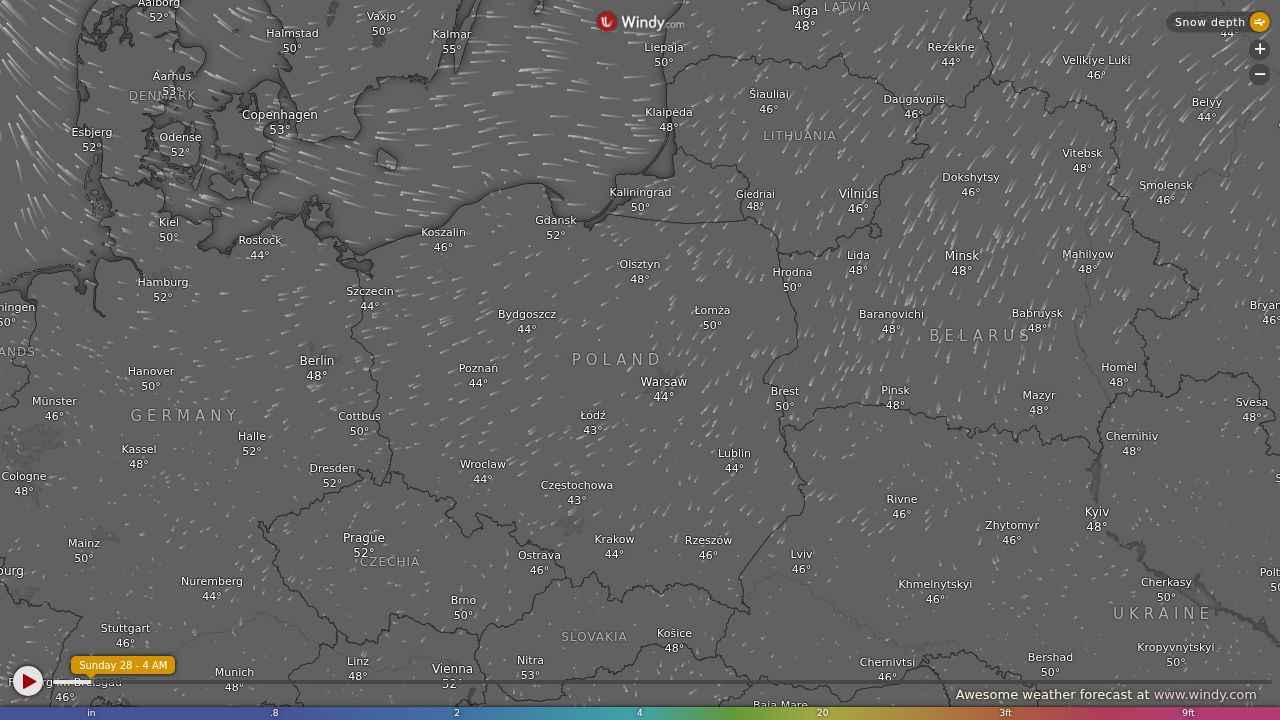 Aalborg
52°
Vaxjo
50°
Halmstad
50°
Kalmar
55°
Windy.com
Riga
48°
LATVIA
Snow depth
44°
Liepaja
50°
Rēzekne
44°
Velikiye Luki
46°
Aarhus
53°
DENMARK
Esbjerg
52°
Odense
52°
Copenhagen
53°
Klaipėda
48°
Šiauliai
46°
LITHUANIA
Daugavpils
46°
Belyy
44°
Vitebsk
48°
Dokshytsy
46°
Smolensk
46°
Kaliningrad
50°
Giedriai
48°
Vilnius
46°
Kiel
50°
Rostock
44°
Koszalin
46°
Gdansk
52°
Olsztyn
48°
Hrodna
50°
Lida
48°
Minsk
48°
Mahilyow
48°
Hamburg
52°
Szczecin
44°
Bydgoszcz
44°
Łomża
50°
Baranovichi
48°
Babruysk
48°
BELARUS
ningen
50°
ANDS
Hanover
50°
Berlin
48°
Poznań
44°
POLAND
Warsaw
44°
Brest
50°
Pinsk
48°
Mazyr
48°
Homel
48°
Svesa
48°
Münster
46°
GERMANY
Cottbus
50°
Łódź
43°
Chernihiv
48°
Kassel
48°
Halle
52°
Dresden
52°
Wroclaw
44°
Częstochowa
43°
Lublin
44°
Cologne
48°
Rivne
46°
Zhytomyr
46°
Kyiv
48°
Mainz
50°
Prague
52°
CZECHIA
Ostrava
46°
Krakow
44°
Rzeszów
46°
Lviv
46°
Khmelnytskyi
46°
Cherkasy
50°
UKRAINE
Nuremberg
44°
Brno
50°
Stuttgart
46°
SLOVAKIA
Košice
48°
Kropyvnytskyi
50°
Sunday 28 - 4 AM
46°
Munich
48°
Linz
48°
Vienna
52°
Nitra
53°
Chernivtsi
46°
Bershad
50°
Baia Mare
Awesome weather forecast at www.windy.com
in
.8
2
4
20
3ft
9ft